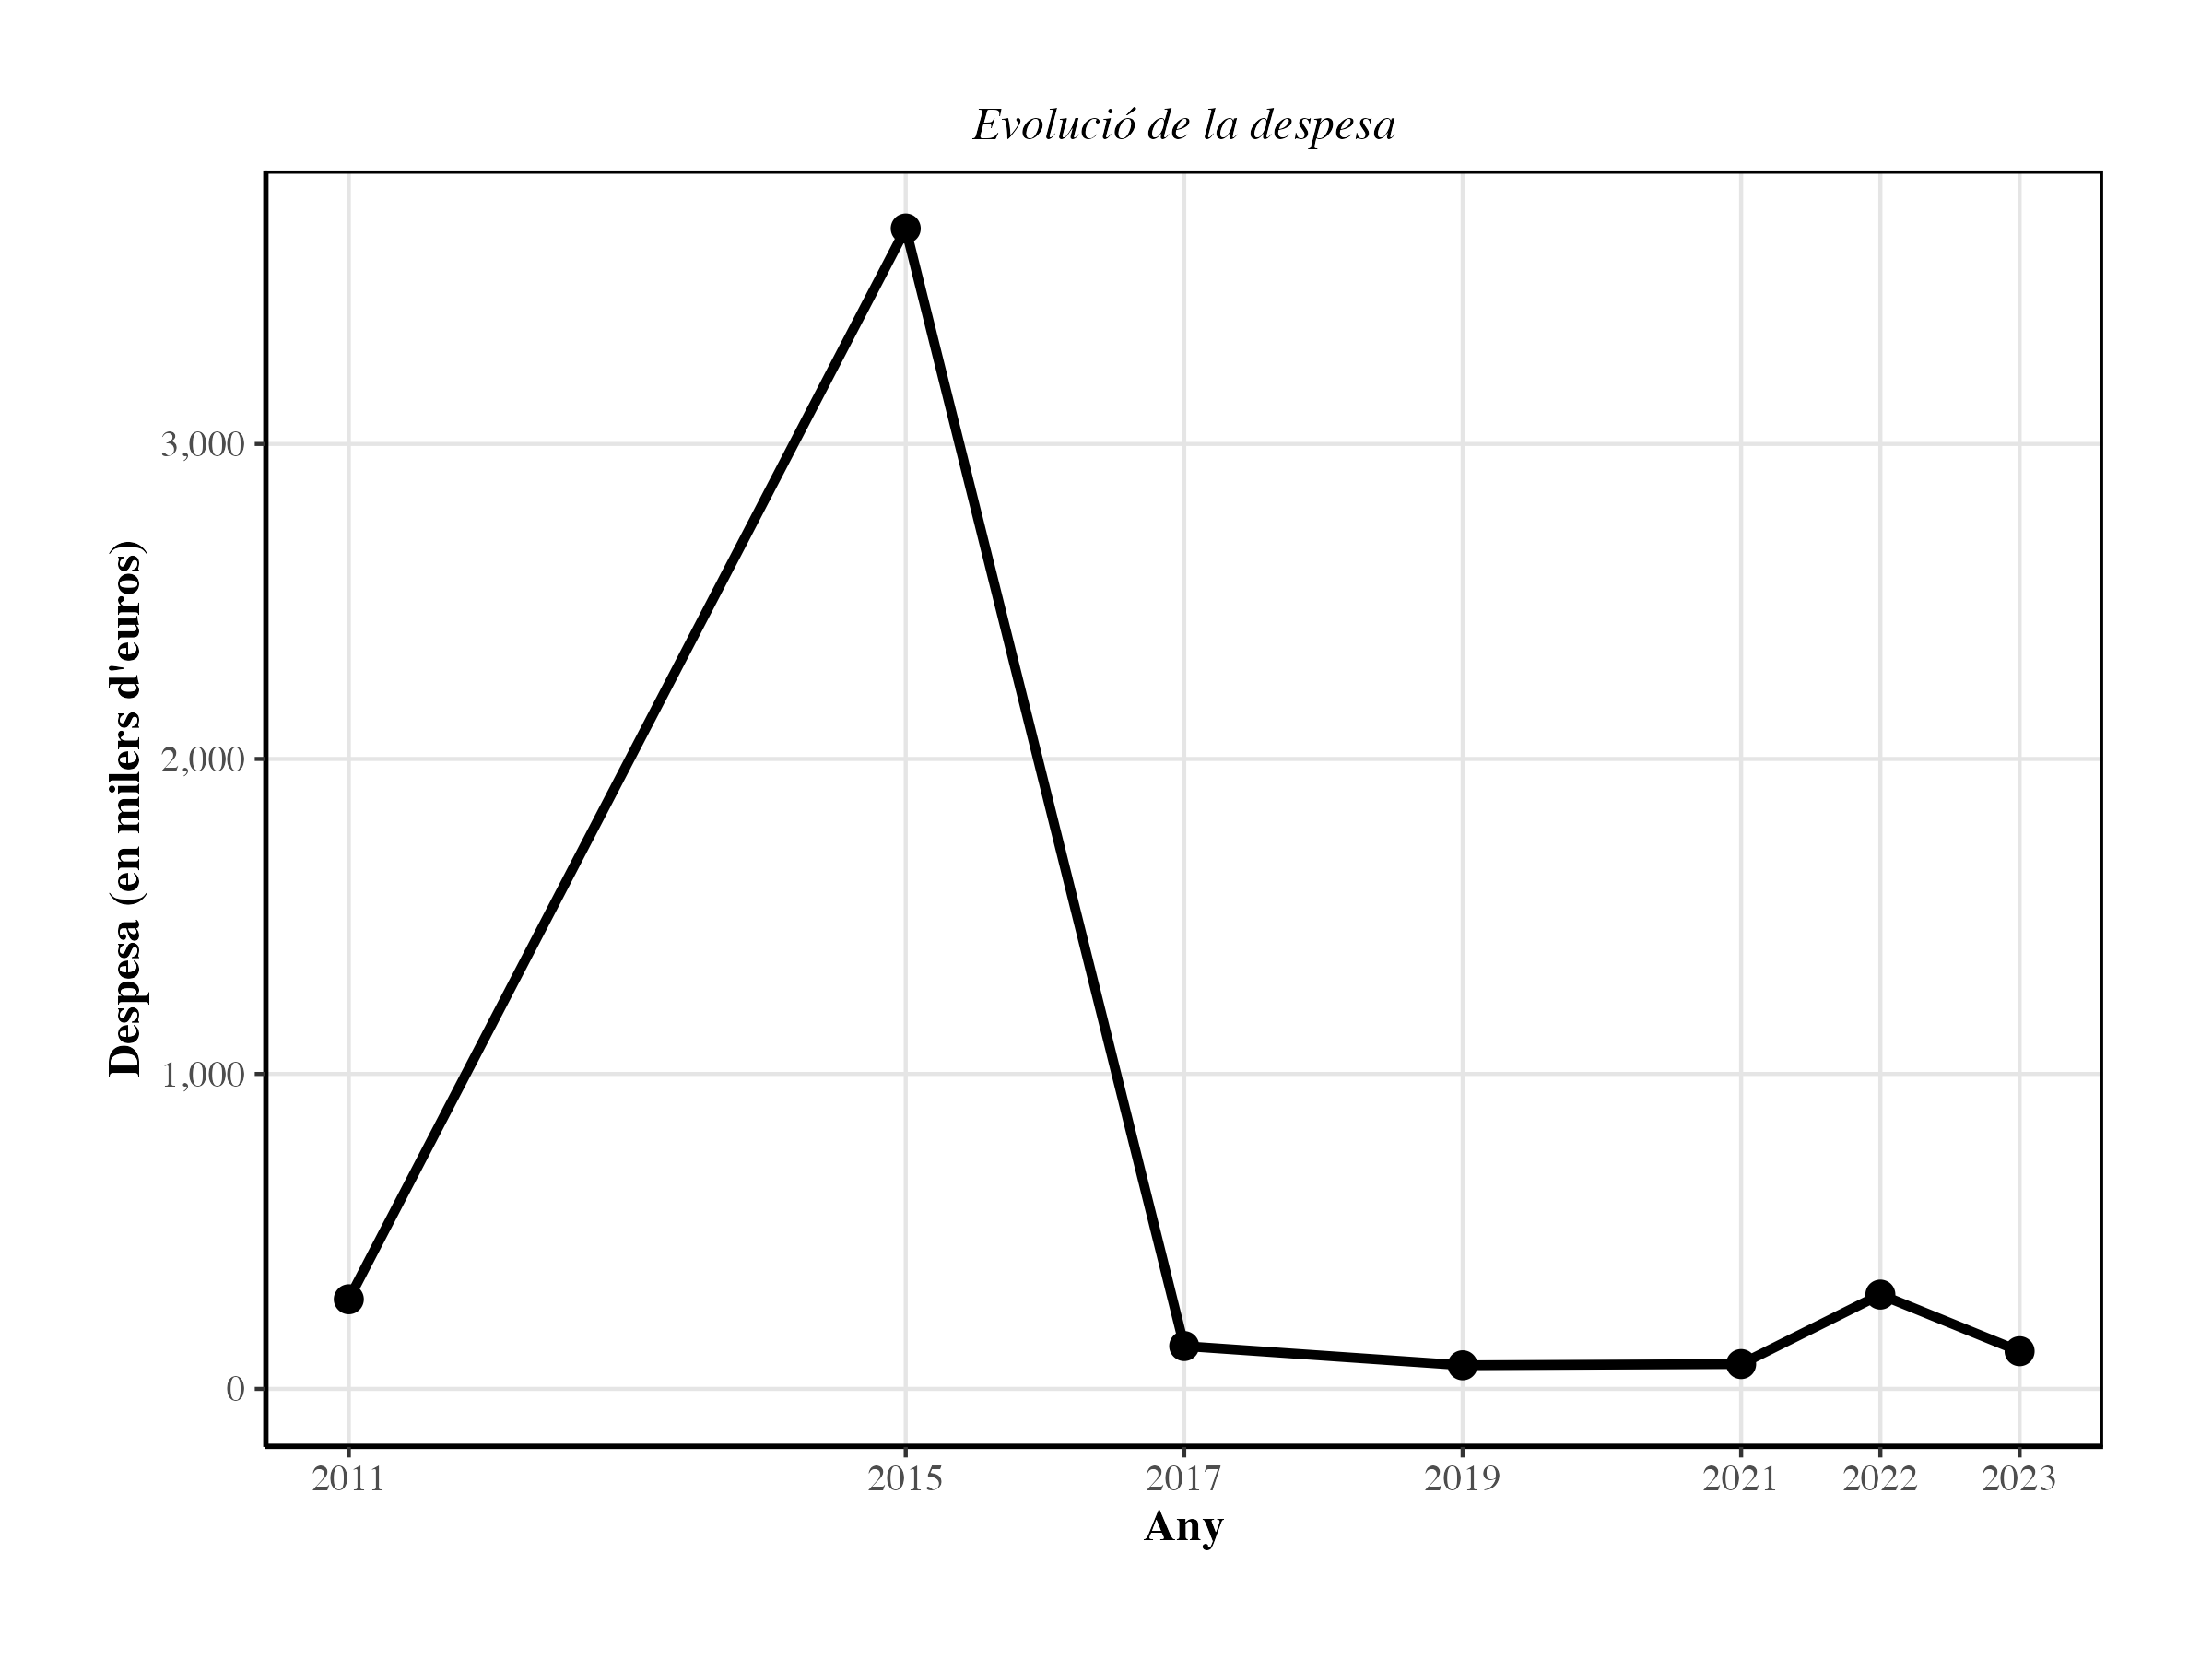 Evolució de la despesa
Despesa (en milers d'euros)
3,000
2,000
1,000
0
2011 2015 2017 2019 2021 2022 2023
Any